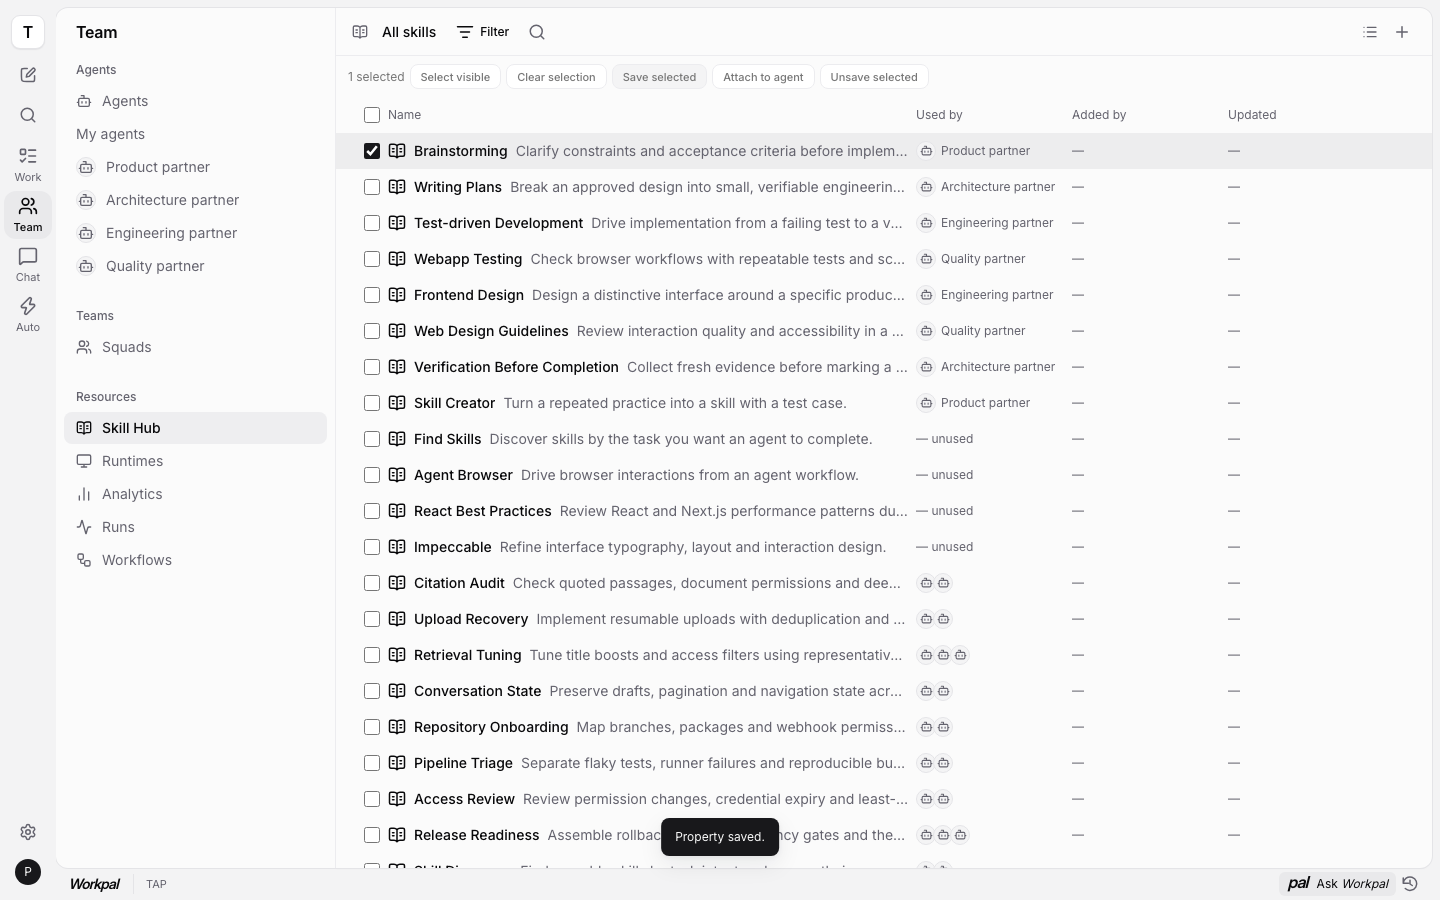 T
Team
All skills
Filter
Agents
Agents
My agents
Product partner
Architecture partner
Engineering partner
Quality partner
Teams
Squads
Resources
Skill Hub
Runtimes
Analytics
Runs
Workflows
Work
Team
Chat
Auto
P
1 selected
Select visible
Clear selection
Save selected
Attach to agent
Unsave selected
Name Used by Added by Updated
Brainstorming Clarify constraints and acceptance criteria before implem... Product partner — —
Writing Plans Break an approved design into small, verifiable engineerin... Architecture partner — —
Test-driven Development Drive implementation from a failing test to a v... Engineering partner — —
Webapp Testing Check browser workflows with repeatable tests and sc... Quality partner — —
Frontend Design Design a distinctive interface around a specific produc... Engineering partner — —
Web Design Guidelines Review interaction quality and accessibility in a ... Quality partner — —
Verification Before Completion Collect fresh evidence before marking a ... Architecture partner — —
Skill Creator Turn a repeated practice into a skill with a test case. Product partner — —
Find Skills Discover skills by the task you want an agent to complete. — unused — —
Agent Browser Drive browser interactions from an agent workflow. — unused — —
React Best Practices Review React and Next.js performance patterns du... — unused — —
Impeccable Refine interface typography, layout and interaction design. — unused — —
Citation Audit Check quoted passages, document permissions and dee... — —
Upload Recovery Implement resumable uploads with deduplication and ... — —
Retrieval Tuning Tune title boosts and access filters using representativ... — —
Conversation State Preserve drafts, pagination and navigation state acr... — —
Repository Onboarding Map branches, packages and webhook permiss... — —
Pipeline Triage Separate flaky tests, runner failures and reproducible bu... — —
Access Review Review permission changes, credential expiry and least-... — —
Release Readiness Assemble gates and the... — —
Property saved.
Workpal
TAP
pal Ask Workpal